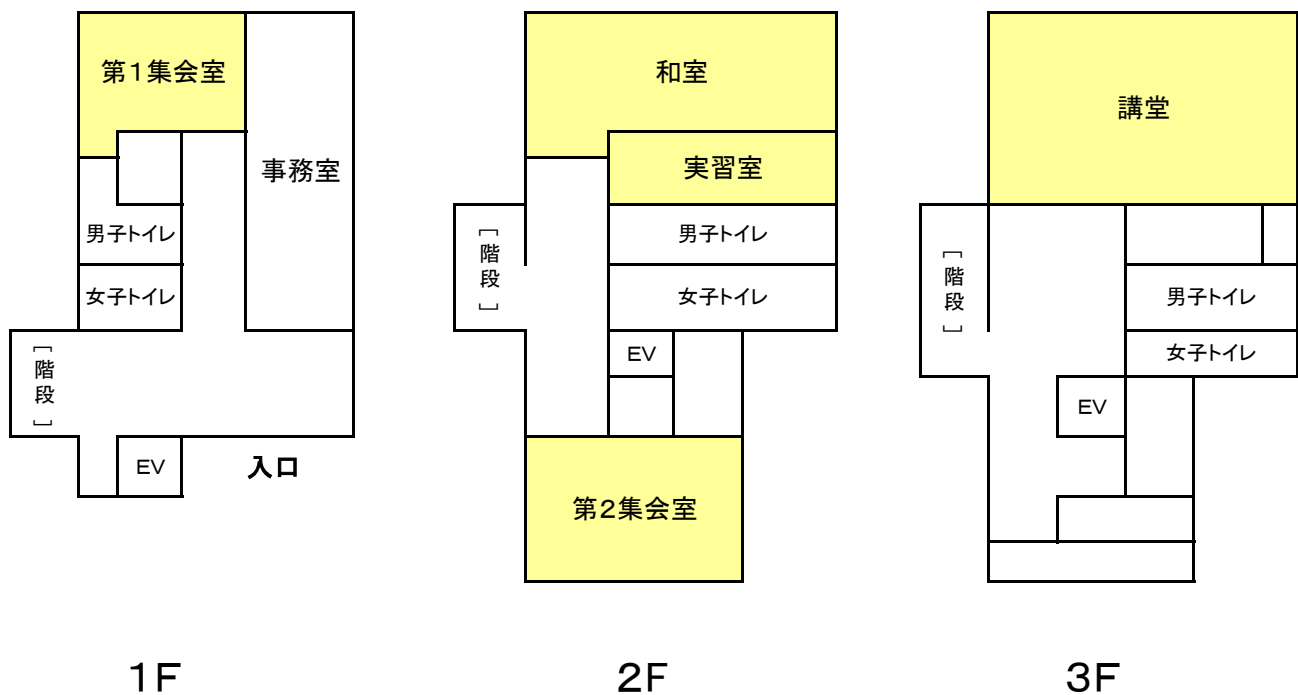 第１集会室
事務室
男子トイレ
女子トイレ
［階段］
EV
入口
1F
和室
実習室
［階段］
男子トイレ
女子トイレ
EV
第２集会室
2F
講堂
［階段］
男子トイレ
女子トイレ
EV
3F